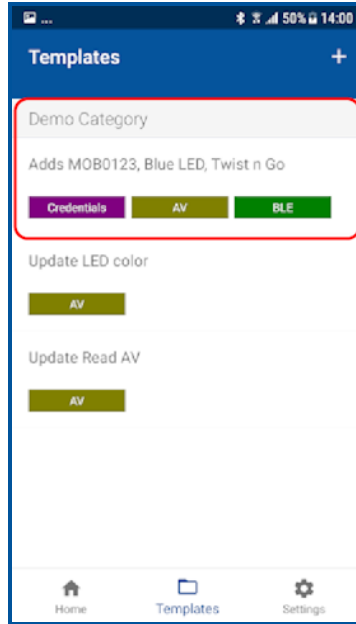 ... 50% 14:00
Templates +
Demo Category
Adds MOB0123, Blue LED, Twist n Go
Credentials AV BLE
Update LED color
AV
Update Read AV
AV
Home Templates Settings